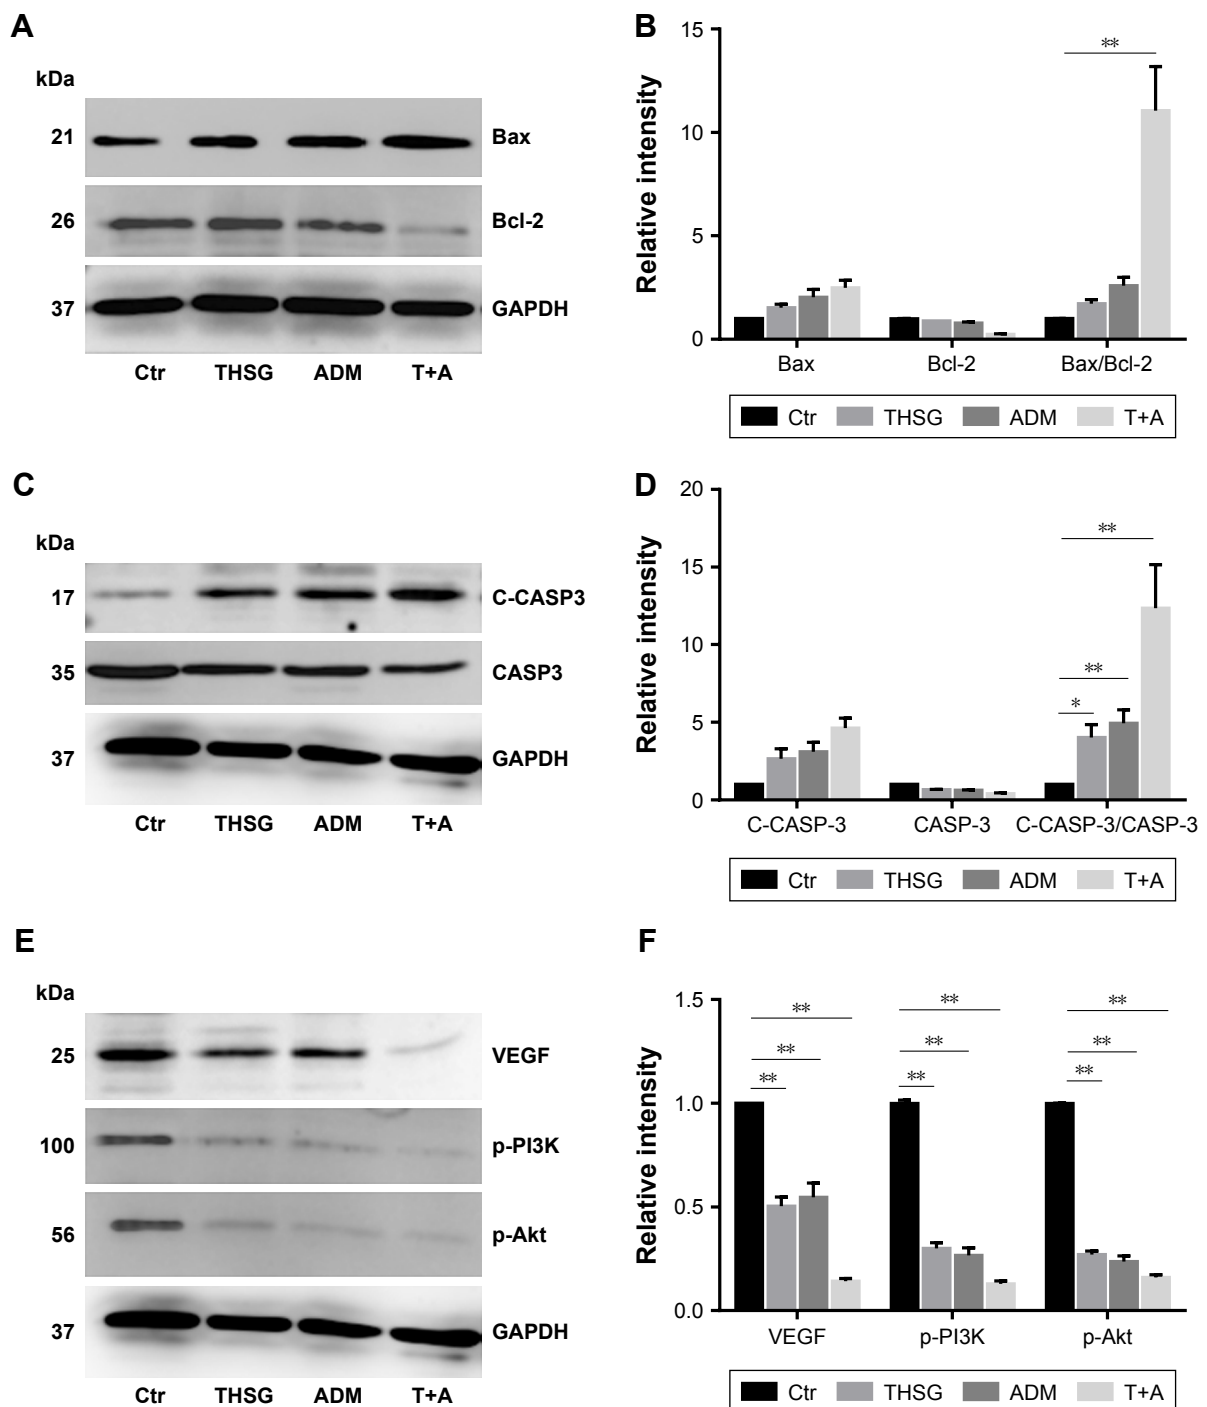 A
kDa
21 Bax
26 Bcl-2
37 GAPDH
Ctr THSG ADM T+A
B
Relative intensity
15
10
5
0
**
Bax Bcl-2 Bax/Bcl-2
Ctr THSG ADM T+A
C
kDa
17 C-CASP3
35 CASP3
37 GAPDH
Ctr THSG ADM T+A
D
Relative intensity
20
15
10
5
0
**
**
*
C-CASP-3 CASP-3 C-CASP-3/CASP-3
Ctr THSG ADM T+A
E
kDa
25 VEGF
100 p-PI3K
56 p-Akt
37 GAPDH
Ctr THSG ADM T+A
F
Relative intensity
1.5
1.0
0.5
0.0
** ** **
** ** **
** ** **
VEGF p-PI3K p-Akt
Ctr THSG ADM T+A